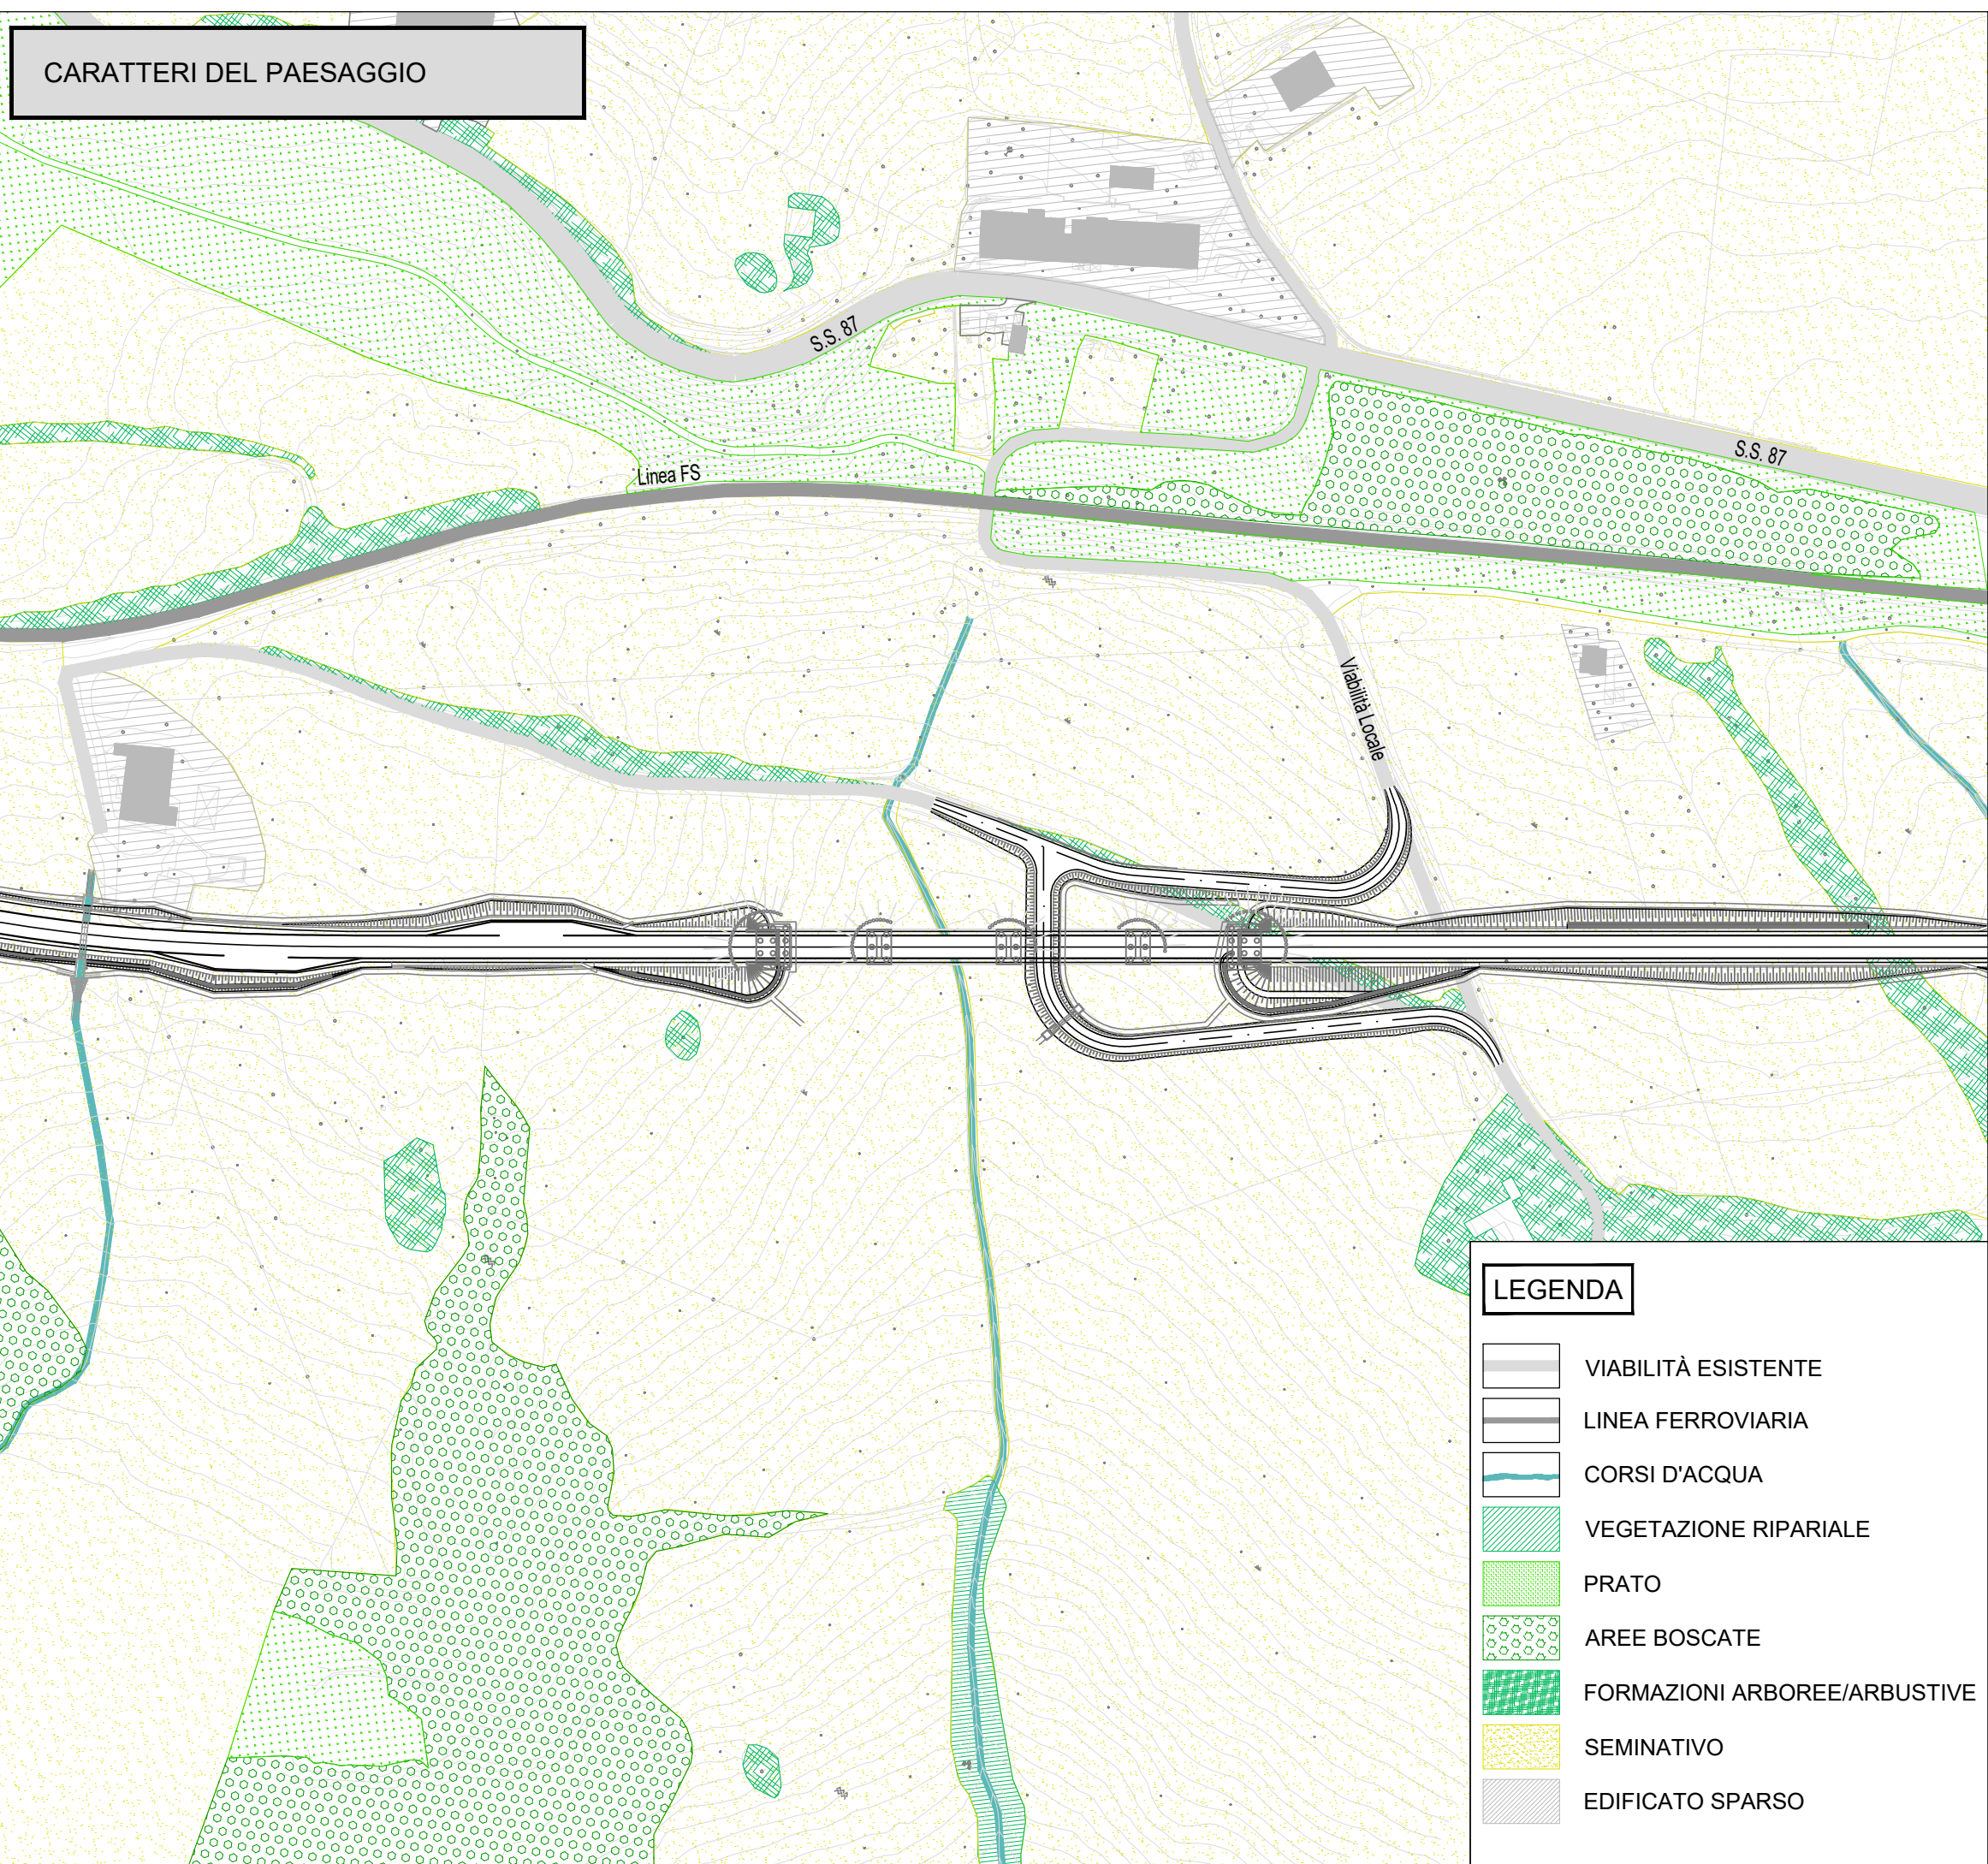 CARATTERI DEL PAESAGGIO
S.S. 87
S.S. 87
Linea FS
Viabilità Locale
LEGENDA
VIABILITÀ ESISTENTE
LINEA FERROVIARIA
CORSI D'ACQUA
VEGETAZIONE RIPARIALE
PRATO
AREE BOSCATE
FORMAZIONI ARBOREE/ARBUSTIVE
SEMINATIVO
EDIFICATO SPARSO